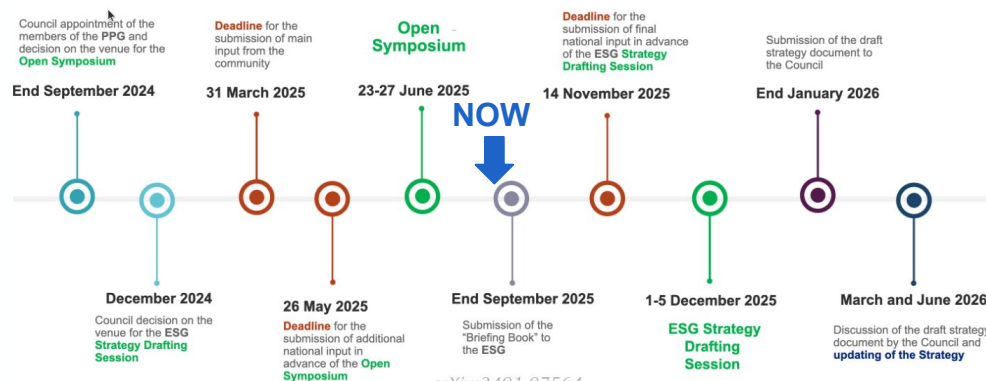 Council appointment of the
members of the PPG and
decision on the venue for the
Open Symposium
End September 2024
Deadline for the
submission of main
input from the
community
31 March 2025
Open
Symposium
23-27 June 2025
NOW
Deadline for the
submission of final
national input in advance
of the ESG Strategy
Drafting Session
14 November 2025
Submission of the draft
strategy document to
the Council
End January 2026
December 2024
Council decision on the
venue for the ESG
Strategy Drafting
Session
26 May 2025
Deadline for the
submission of additional
national input in
advance of the Open
Symposium
End September 2025
Submission of the
"Briefing Book" to
the ESG
1-5 December 2025
ESG Strategy
Drafting
Session
March and June 2026
Discussion of the draft strategy
document by the Council and
updating of the Strategy